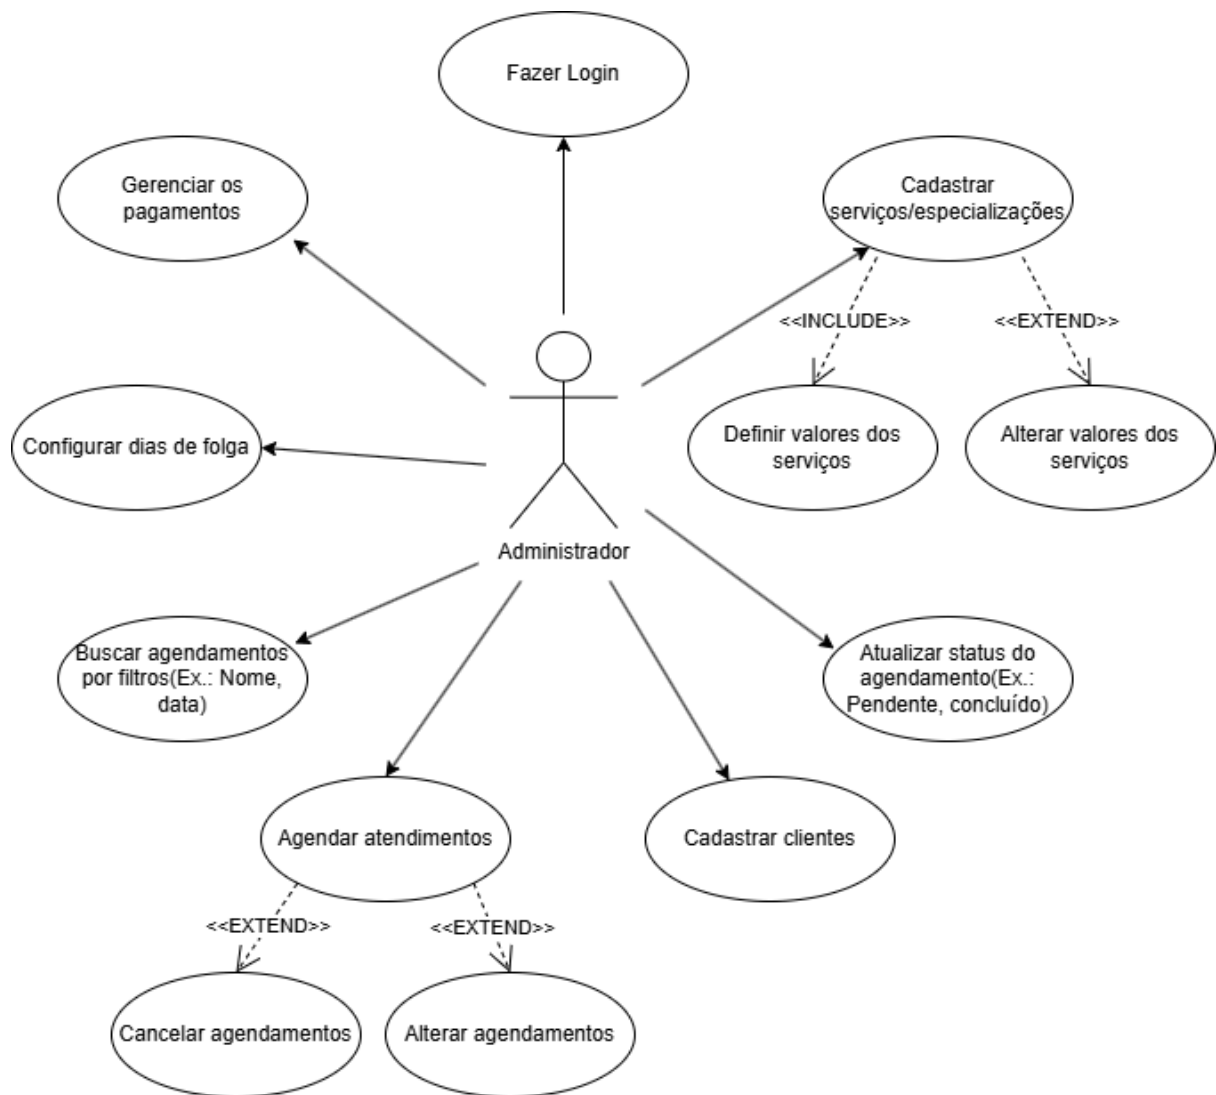 Fazer Login
Gerenciar os
pagamentos
Cadastrar
serviços/especializações
<<INCLUDE>>
<<EXTEND>>
Configurar dias de folga
Definir valores dos
serviços
Alterar valores dos
serviços
Administrador
Buscar agendamentos
por filtros(Ex.: Nome,
data)
Atualizar status do
agendamento(Ex.:
Pendente, concluído)
Agendar atendimentos
Cadastrar clientes
<<EXTEND>>
<<EXTEND>>
Cancelar agendamentos
Alterar agendamentos